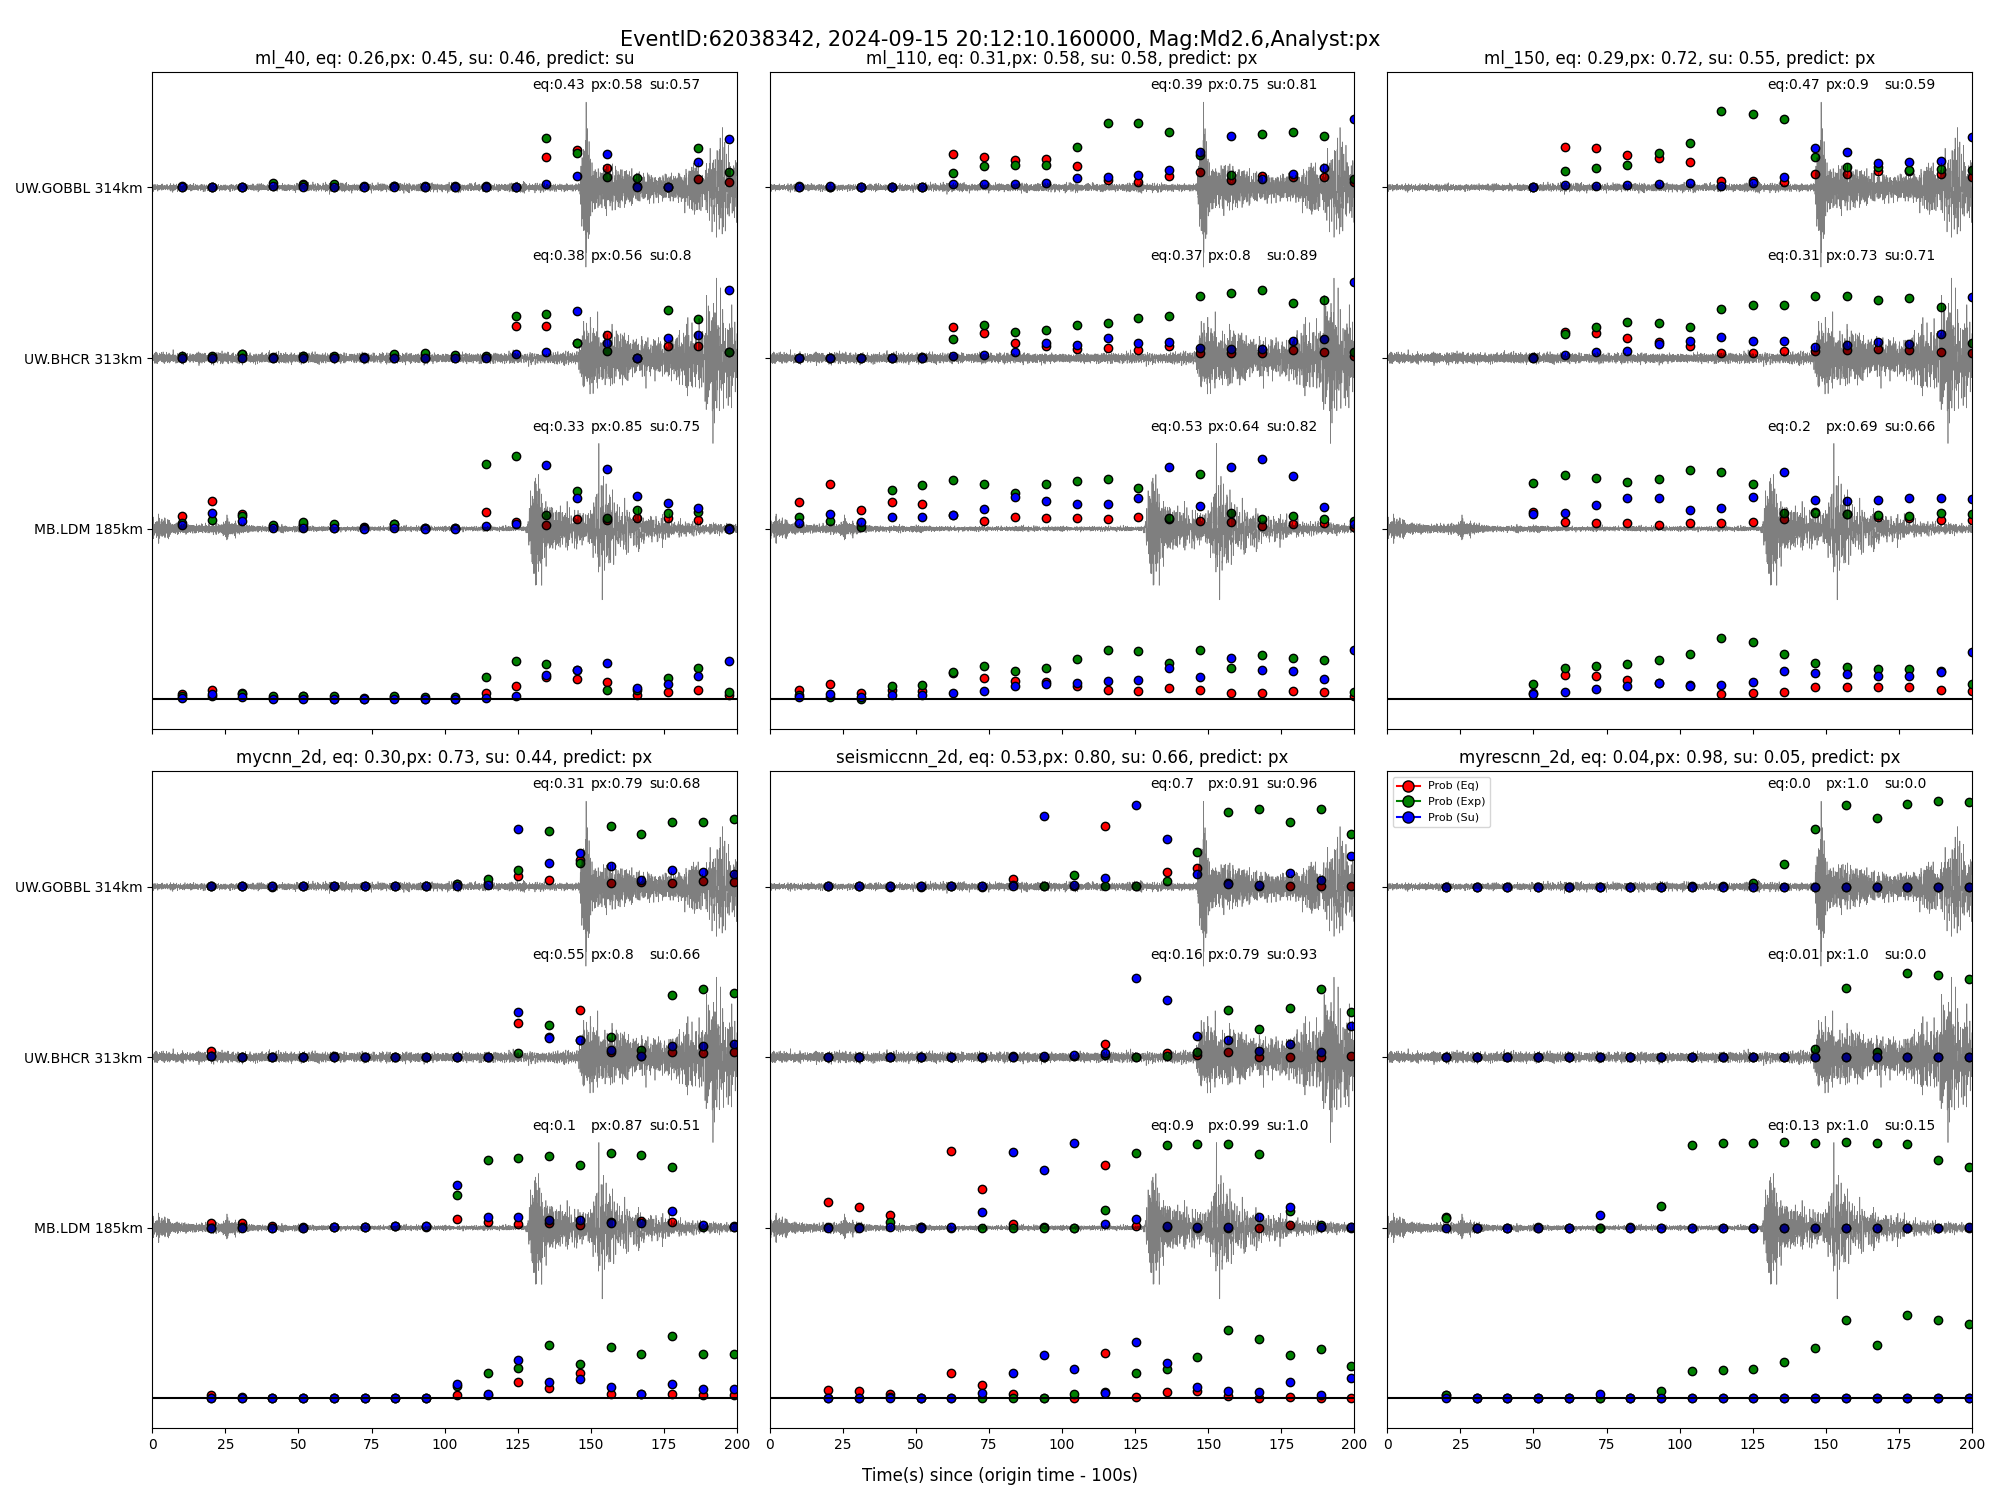 EventID:62038342, 2024-09-15 20:12:10.160000, Mag:Md2.6,Analyst:px
ml_40, eq: 0.26,px: 0.45, su: 0.46, predict: su
eq:0.43 px:0.58 su:0.57
UW.GOBBL 314km
eq:0.38 px:0.56 su:0.8
UW.BHCR 313km
eq:0.33 px:0.85 su:0.75
MB.LDM 185km
ml_110, eq: 0.31,px: 0.58, su: 0.58, predict: px
eq:0.39 px:0.75 su:0.81
eq:0.37 px:0.8 su:0.89
eq:0.53 px:0.64 su:0.82
ml_150, eq: 0.29,px: 0.72, su: 0.55, predict: px
eq:0.47 px:0.9 su:0.59
eq:0.31 px:0.73 su:0.71
eq:0.2 px:0.69 su:0.66
mycnn_2d, eq: 0.30,px: 0.73, su: 0.44, predict: px
eq:0.31 px:0.79 su:0.68
UW.GOBBL 314km
eq:0.55 px:0.8 su:0.66
UW.BHCR 313km
eq:0.1 px:0.87 su:0.51
MB.LDM 185km
0 25 50 75 100 125 150 175 200
seismiccnn_2d, eq: 0.53,px: 0.80, su: 0.66, predict: px
eq:0.7 px:0.91 su:0.96
eq:0.16 px:0.79 su:0.93
eq:0.9 px:0.99 su:1.0
0 25 50 75 100 125 150 175 200
myrescnn_2d, eq: 0.04,px: 0.98, su: 0.05, predict: px
Prob (Eq)
Prob (Exp)
Prob (Su)
eq:0.0 px:1.0 su:0.0
eq:0.01 px:1.0 su:0.0
eq:0.13 px:1.0 su:0.15
0 25 50 75 100 125 150 175 200
Time(s) since (origin time - 100s)